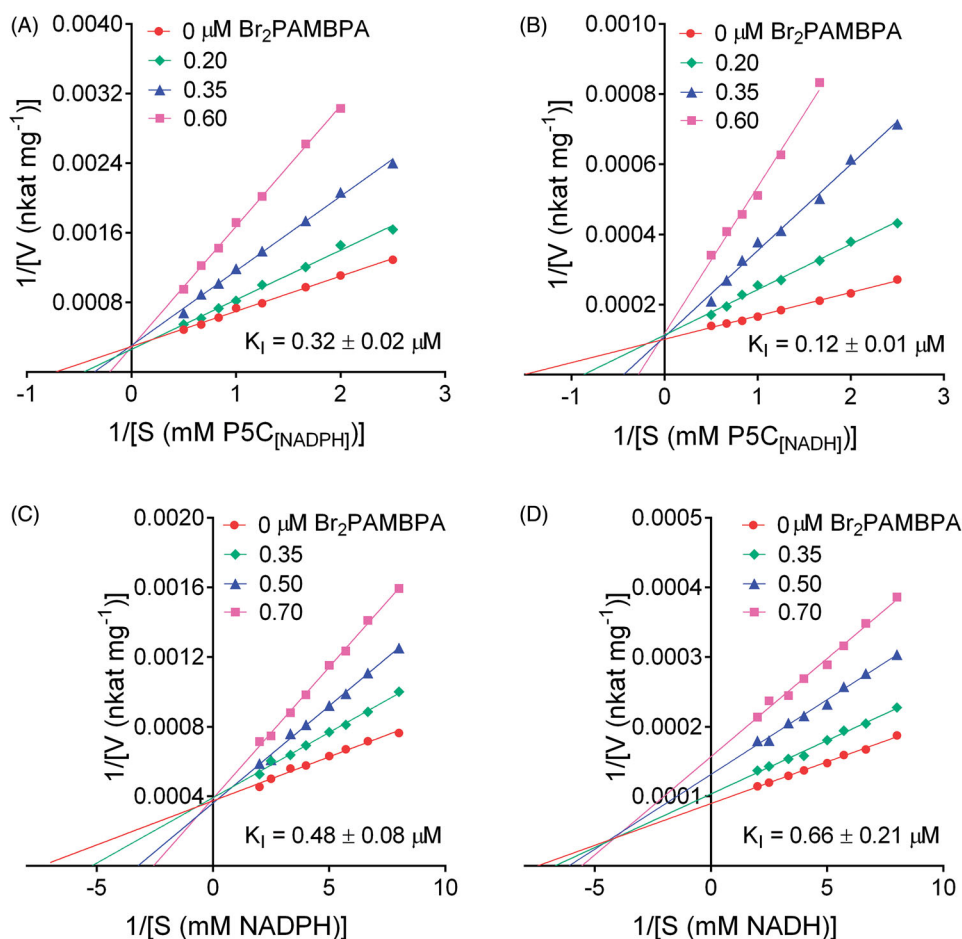 (A)
0.0040
0.0032
0.0024
0.0016
0.0008
1/[V (nkat mg⁻¹)]
0 μM Br₂PAMBPA
0.20
0.35
0.60
K_I = 0.32 ± 0.02 μM
-1 0 1 2 3
1/[S (mM P5C_[NADPH])]
(B)
0.0010
0.0008
0.0006
0.0004
0.0002
1/[V (nkat mg⁻¹)]
0 μM Br₂PAMBPA
0.20
0.35
0.60
K_I = 0.12 ± 0.01 μM
-1 0 1 2 3
1/[S (mM P5C_[NADH])]
(C)
0.0020
0.0016
0.0012
0.0008
0.0004
1/[V (nkat mg⁻¹)]
0 μM Br₂PAMBPA
0.35
0.50
0.70
K_I = 0.48 ± 0.08 μM
-5 0 5 10
1/[S (mM NADPH)]
(D)
0.0005
0.0004
0.0003
0.0002
0.0001
1/[V (nkat mg⁻¹)]
0 μM Br₂PAMBPA
0.35
0.50
0.70
K_I = 0.66 ± 0.21 μM
-5 0 5 10
1/[S (mM NADH)]